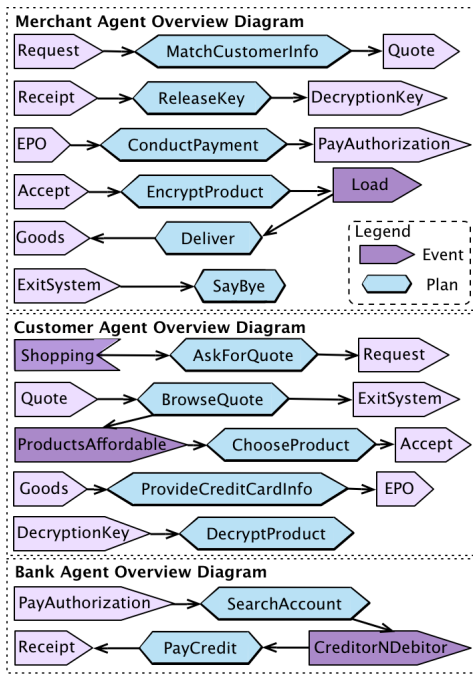 Merchant Agent Overview Diagram
Request MatchCustomerInfo Quote
Receipt ReleaseKey DecryptionKey
EPO ConductPayment PayAuthorization
Accept EncryptProduct Load
Goods Deliver
Legend
Event
Plan
ExitSystem SayBye
Customer Agent Overview Diagram
Shopping AskForQuote Request
Quote BrowseQuote ExitSystem
ProductsAffordable ChooseProduct Accept
Goods ProvideCreditCardInfo EPO
DecryptionKey DecryptProduct
Bank Agent Overview Diagram
PayAuthorization SearchAccount
Receipt PayCredit CreditorNDebitor